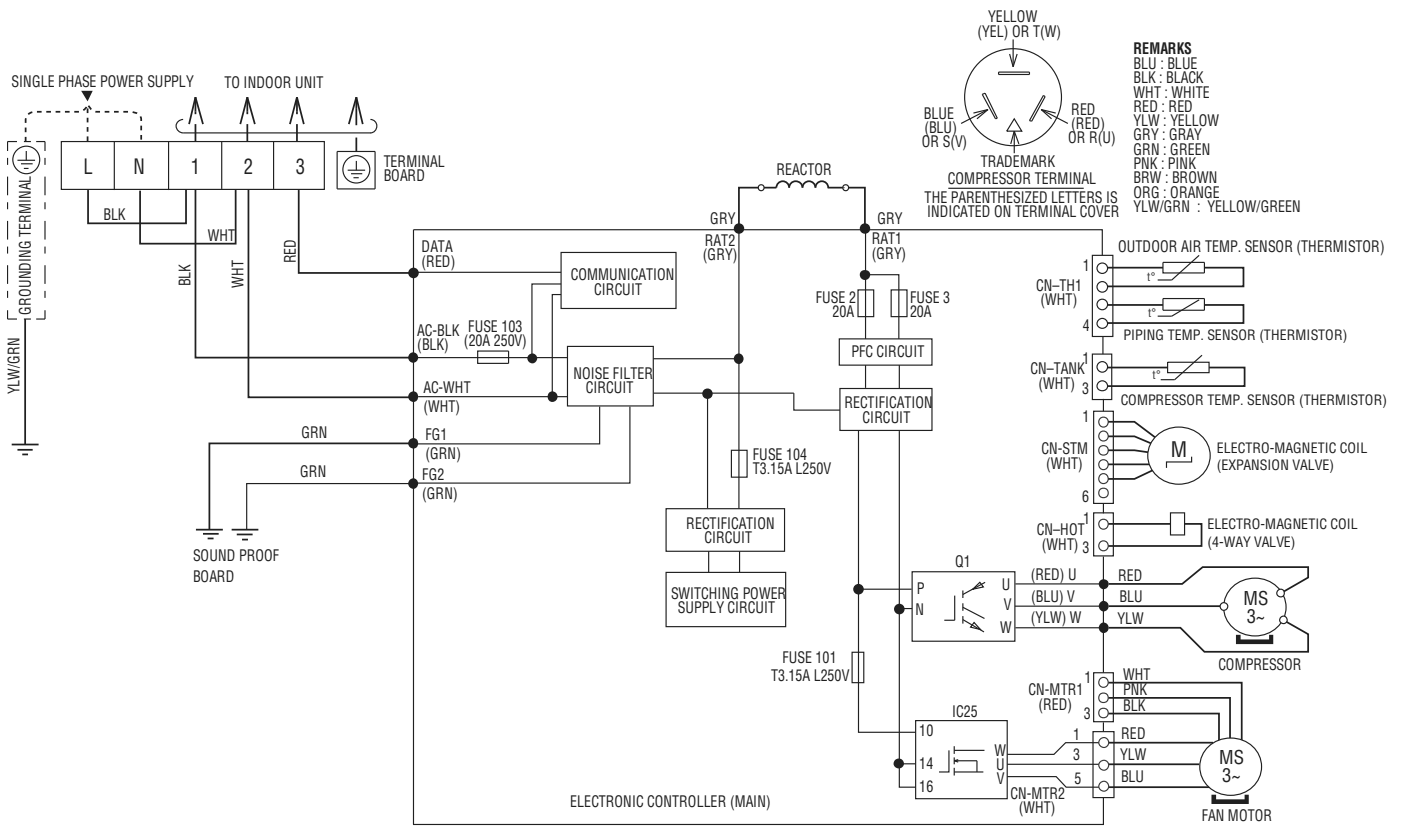 YELLOW
(YEL) OR T(W)
BLUE
(BLU)
OR S(V)
RED
(RED)
OR R(U)
TRADEMARK
COMPRESSOR TERMINAL
THE PARENTHESIZED LETTERS IS
INDICATED ON TERMINAL COVER
REMARKS
BLU : BLUE
BLK : BLACK
WHT : WHITE
RED : RED
YLW : YELLOW
GRY : GRAY
GRN : GREEN
PNK : PINK
BRW : BROWN
ORG : ORANGE
YLW/GRN : YELLOW/GREEN
SINGLE PHASE POWER SUPPLY
TO INDOOR UNIT
L
N
1
2
3
TERMINAL
BOARD
GROUNDING TERMINAL
YLW/GRN
BLK
WHT
BLK
WHT
RED
REACTOR
GRY
GRY
RAT2
(GRY)
RAT1
(GRY)
DATA
(RED)
COMMUNICATION
CIRCUIT
AC-BLK
(BLK)
FUSE 103
(20A 250V)
NOISE FILTER
CIRCUIT
AC-WHT
(WHT)
GRN
FG1
(GRN)
GRN
FG2
(GRN)
SOUND PROOF
BOARD
FUSE 2
20A
FUSE 3
20A
PFC CIRCUIT
RECTIFICATION
CIRCUIT
FUSE 104
T3.15A L250V
RECTIFICATION
CIRCUIT
SWITCHING POWER
SUPPLY CIRCUIT
FUSE 101
T3.15A L250V
Q1
P
N
U
V
W
(RED) U
(BLU) V
(YLW) W
RED
BLU
YLW
MS
3~
COMPRESSOR
IC25
10
14
16
W
U
V
1
3
5
CN-MTR2
(WHT)
CN-MTR1
(RED)
1
3
WHT
PNK
BLK
RED
YLW
BLU
MS
3~
FAN MOTOR
OUTDOOR AIR TEMP. SENSOR (THERMISTOR)
CN–TH1
(WHT)
1
4
t°
t°
PIPING TEMP. SENSOR (THERMISTOR)
CN–TANK
(WHT)
1
3
t°
COMPRESSOR TEMP. SENSOR (THERMISTOR)
CN-STM
(WHT)
1
6
M
ELECTRO-MAGNETIC COIL
(EXPANSION VALVE)
CN–HOT
(WHT)
1
3
ELECTRO-MAGNETIC COIL
(4-WAY VALVE)
ELECTRONIC CONTROLLER (MAIN)